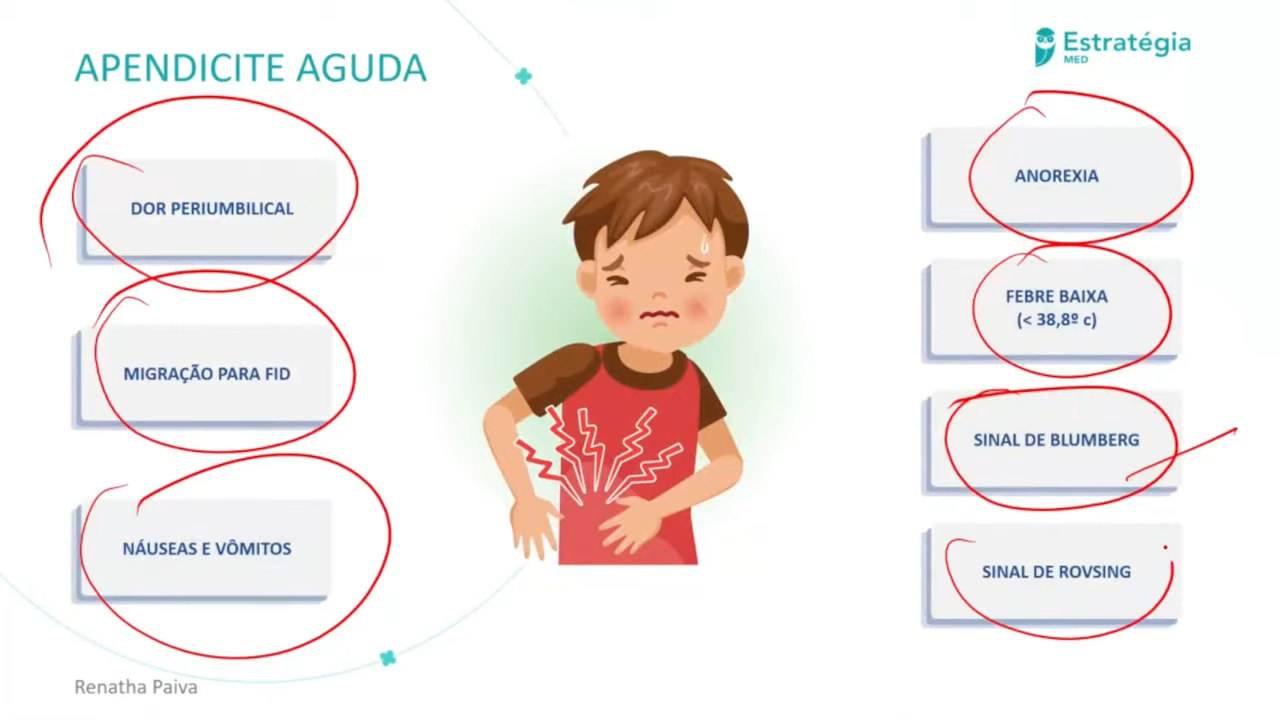 APENDICITE AGUDA
Estratégia
MED
DOR PERIUMBILICAL
MIGRAÇÃO PARA FID
NÁUSEAS E VÔMITOS
ANOREXIA
FEBRE BAIXA
(< 38,8º c)
SINAL DE BLUMBERG
SINAL DE ROVSING
Renatha Paiva